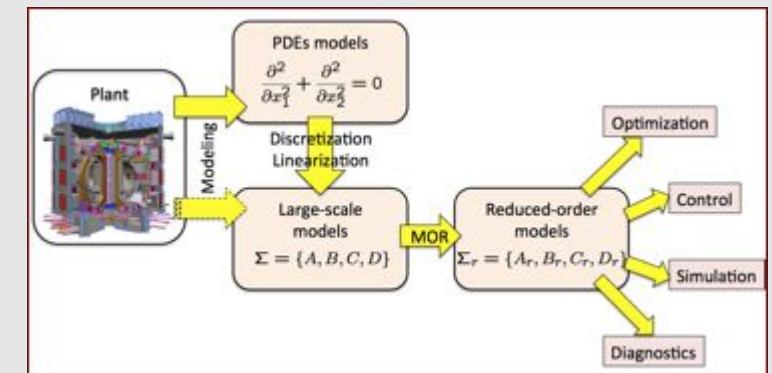 Plant
Modeling
PDEs models
∂²/∂x₁² + ∂²/∂x₂² = 0
Discretization
Linearization
Large-scale
models
Σ = {A, B, C, D}
MOR
Reduced-order
models
Σᵣ = {Aᵣ, Bᵣ, Cᵣ, Dᵣ}
Optimization
Control
Simulation
Diagnostics